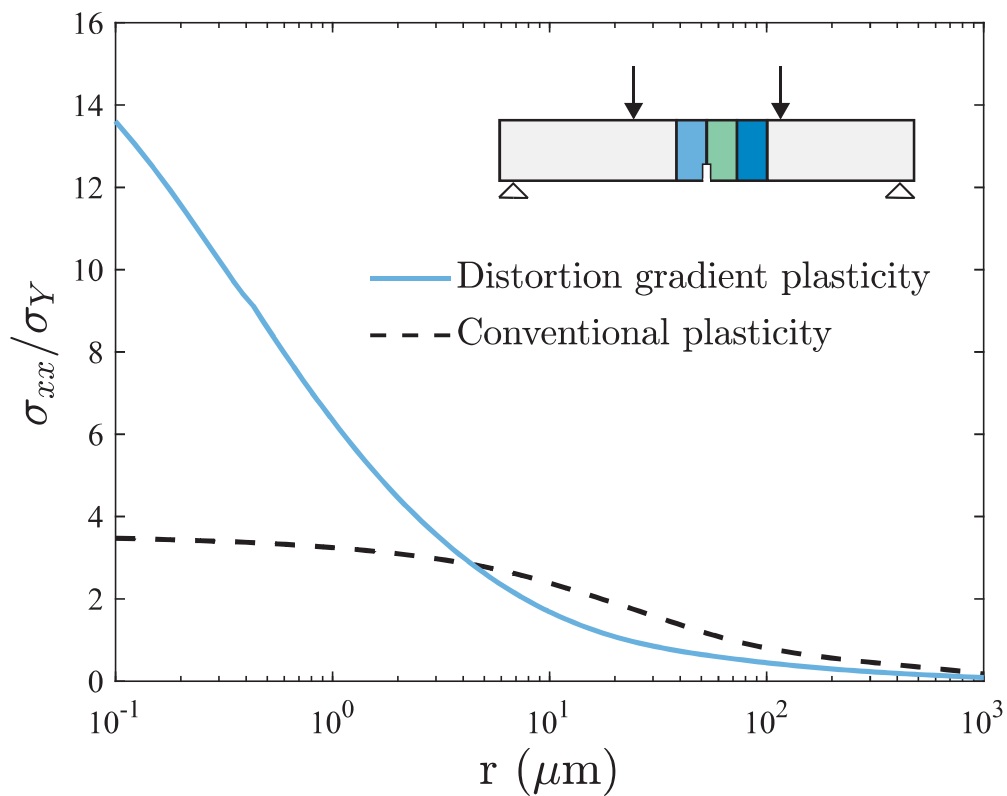 16
14
12
10
8
6
4
2
0
σxx/σY
Distortion gradient plasticity
Conventional plasticity
10^-1 10^0 10^1 10^2 10^3
r (μm)